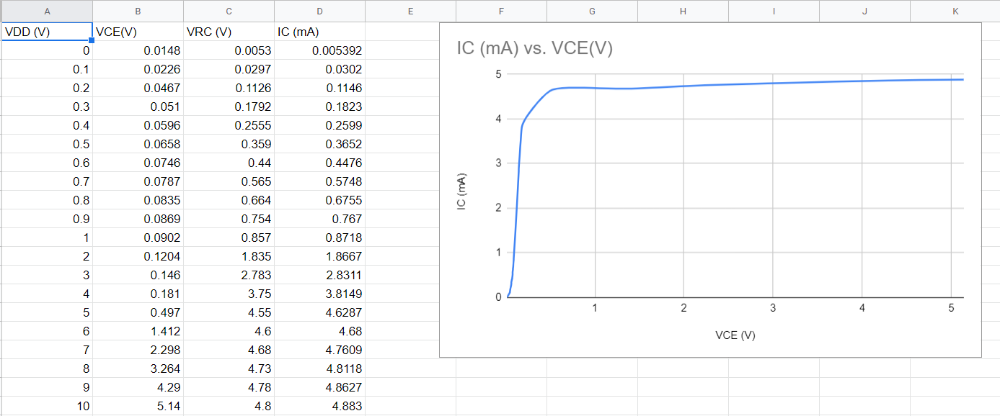 A B C D E F G H I J K
VDD (V) VCE(V) VRC (V) IC (mA)
0 0.0148 0.0053 0.005392
0.1 0.0226 0.0297 0.0302
0.2 0.0467 0.1126 0.1146
0.3 0.051 0.1792 0.1823
0.4 0.0596 0.2555 0.2599
0.5 0.0658 0.359 0.3652
0.6 0.0746 0.44 0.4476
0.7 0.0787 0.565 0.5748
0.8 0.0835 0.664 0.6755
0.9 0.0869 0.754 0.767
1 0.0902 0.857 0.8718
2 0.1204 1.835 1.8667
3 0.146 2.783 2.8311
4 0.181 3.75 3.8149
5 0.497 4.55 4.6287
6 1.412 4.6 4.68
7 2.298 4.68 4.7609
8 3.264 4.73 4.8118
9 4.29 4.78 4.8627
10 5.14 4.8 4.883
IC (mA) vs. VCE(V)
IC (mA)
5
4
3
2
1
0
1 2 3 4 5
VCE (V)